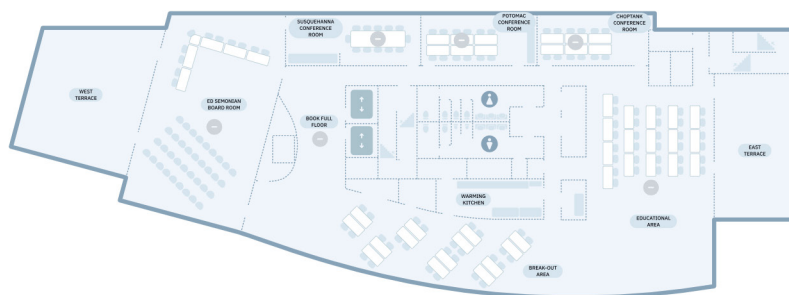 SUSQUEHANNA
CONFERENCE
ROOM
POTOMAC
CONFERENCE
ROOM
CHOPTANK
CONFERENCE
ROOM
WEST
TERRACE
ED SEMONIAN
BOARD ROOM
BOOK FULL
FLOOR
EAST
TERRACE
WARMING
KITCHEN
EDUCATIONAL
AREA
BREAK-OUT
AREA